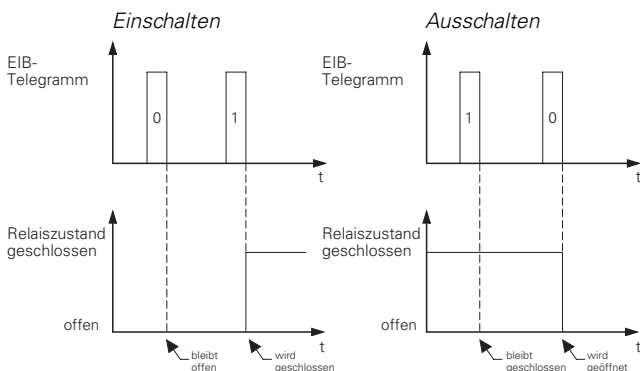 Einschalten
EIB-
Telegramm
0
1
t
Relaiszustand
geschlossen
offen
t
bleibt
offen
wird
geschlossen
Ausschalten
EIB-
Telegramm
1
0
t
Relaiszustand
geschlossen
offen
t
bleibt
geschlossen
wird
geöffnet